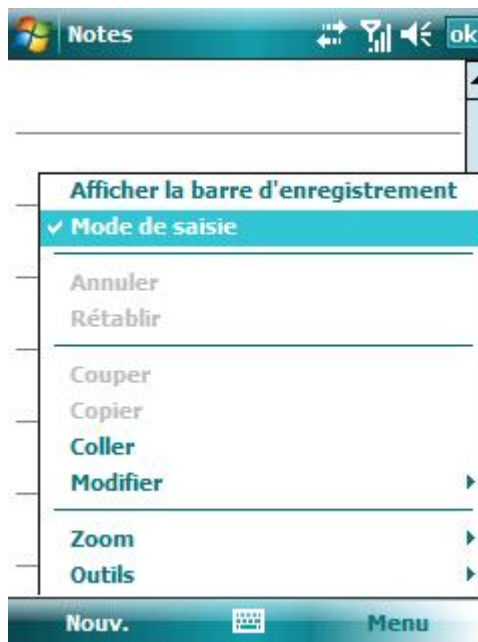 Notes
ok
Afficher la barre d'enregistrement
Mode de saisie
Annuler
Rétablir
Couper
Copier
Coller
Modifier
Zoom
Outils
Nouv.
Menu